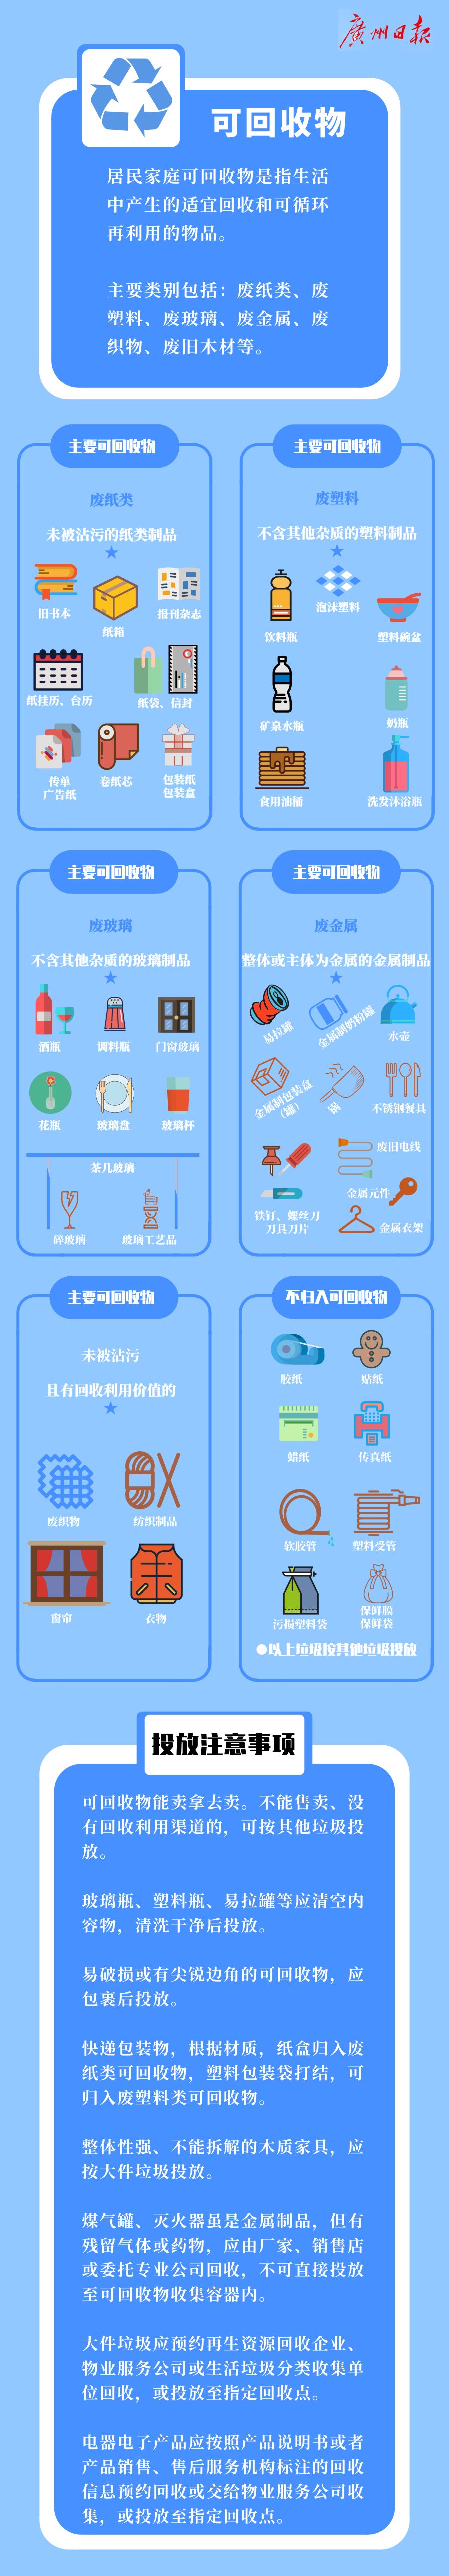 廣州日報
可回收物
居民家庭可回收物是指生活
中产生的适宜回收和可循环
再利用的物品。
主要类别包括：废纸类、废
塑料、废玻璃、废金属、废
织物、废旧木材等。
主要可回收物
废纸类
未被沾污的纸类制品
旧书本
纸箱
报刊杂志
纸挂历、台历
纸袋、信封
传单
广告纸
卷纸芯
包装纸
包装盒
主要可回收物
废塑料
不含其他杂质的塑料制品
饮料瓶
泡沫塑料
塑料碗盆
矿泉水瓶
奶瓶
食用油桶
洗发沐浴瓶
主要可回收物
废玻璃
不含其他杂质的玻璃制品
酒瓶
调料瓶
门窗玻璃
花瓶
玻璃盘
玻璃杯
茶几玻璃
碎玻璃
玻璃工艺品
主要可回收物
废金属
整体或主体为金属的金属制品
易拉罐
金属制奶粉罐
水壶
金属制包装盒
（罐）
锅
不锈钢餐具
铁钉、螺丝刀
刀具刀片
废旧电线
金属元件
金属衣架
主要可回收物
未被沾污
且有回收利用价值的
废织物
纺织制品
窗帘
衣物
不归入可回收物
胶纸
贴纸
蜡纸
传真纸
软胶管
塑料受管
污损塑料袋
保鲜膜
保鲜袋
●以上垃圾按其他垃圾投放
投放注意事项
可回收物能卖拿去卖。不能售卖、没
有回收利用渠道的，可按其他垃圾投
放。
玻璃瓶、塑料瓶、易拉罐等应清空内
容物，清洗干净后投放。
易破损或有尖锐边角的可回收物，应
包裹后投放。
快递包装物，根据材质，纸盒归入废
纸类可回收物，塑料包装袋打结，可
归入废塑料类可回收物。
整体性强、不能拆解的木质家具，应
按大件垃圾投放。
煤气罐、灭火器虽是金属制品，但有
残留气体或药物，应由厂家、销售店
或委托专业公司回收，不可直接投放
至可回收物收集容器内。
大件垃圾应预约再生资源回收企业、
物业服务公司或生活垃圾分类收集单
位回收，或投放至指定回收点。
电器电子产品应按照产品说明书或者
产品销售、售后服务机构标注的回收
信息预约回收或交给物业服务公司收
集，或投放至指定回收点。